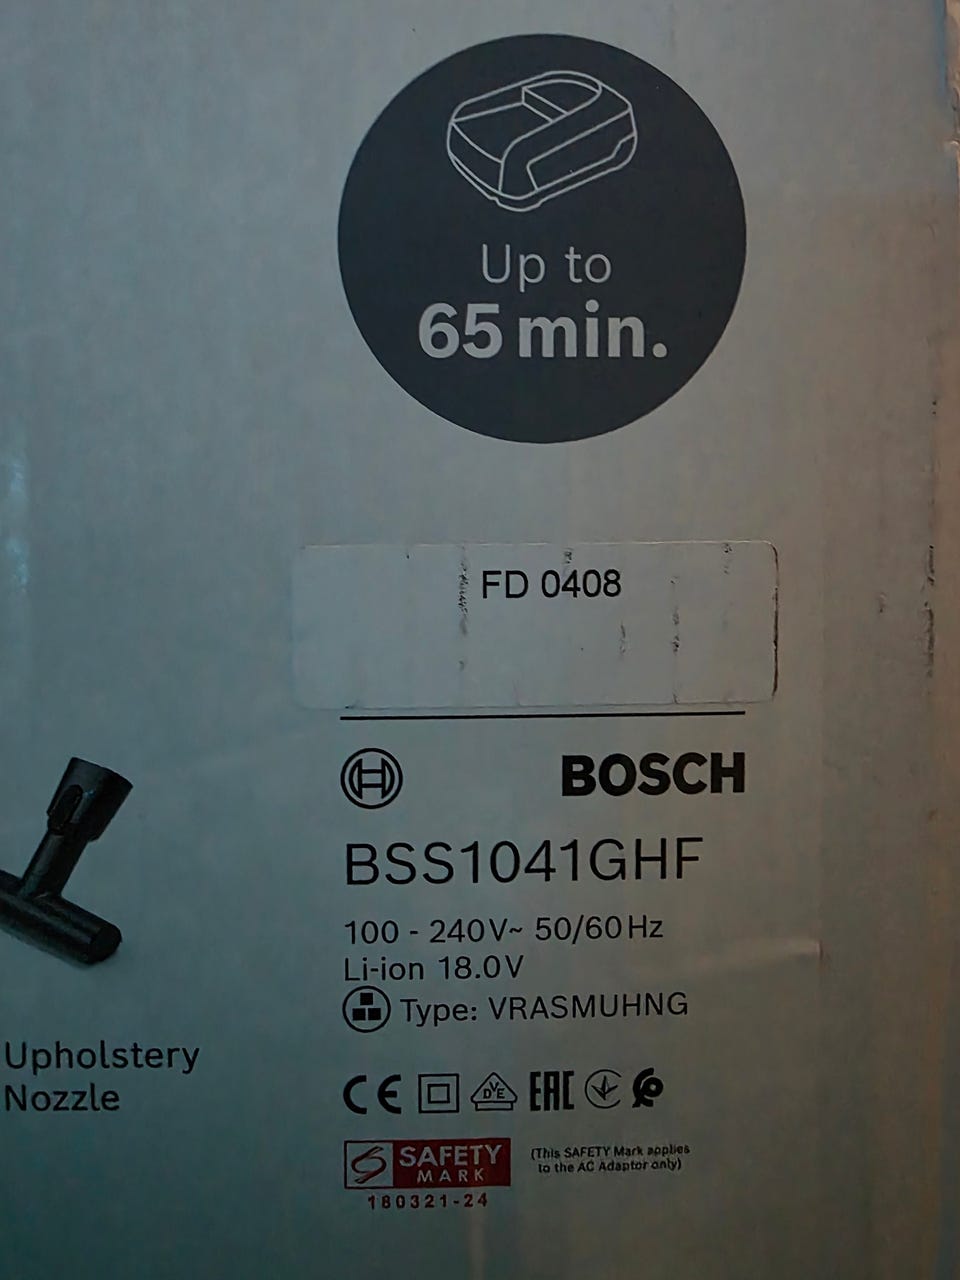 Up to
65 min.
FD 0408
BOSCH
BSS1041GHF
100 - 240V~ 50/60Hz
Li-ion 18.0V
Type: VRASMUHNG
Upholstery
Nozzle
CE
DVE
EAC
SAFETY
MARK
180321-24
(This SAFETY Mark applies
to the AC Adaptor only)